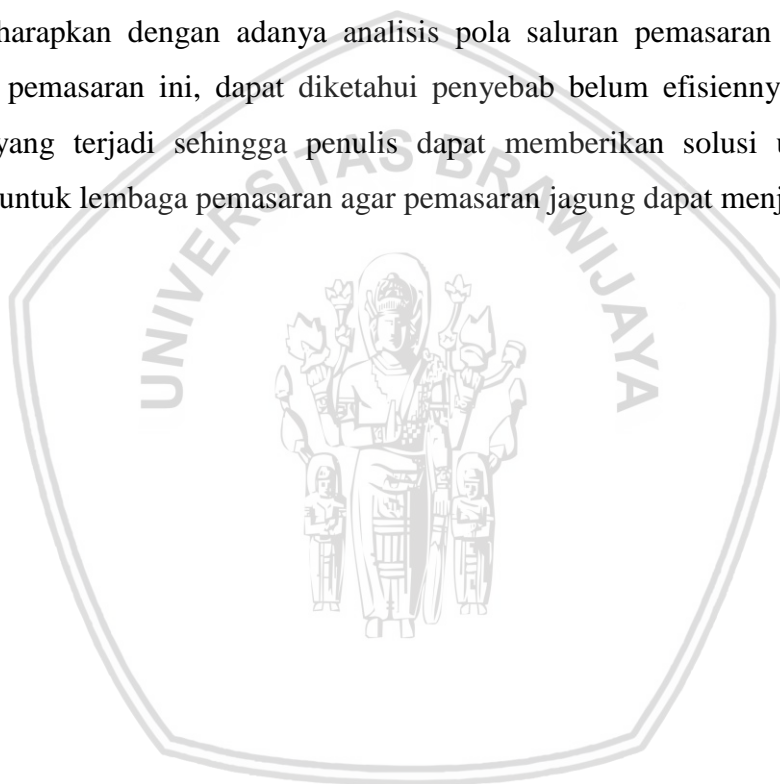 harapkan dengan adanya analisis pola saluran pemasaran
pemasaran ini, dapat diketahui penyebab belum efisienny
yang terjadi sehingga penulis dapat memberikan solusi u
untuk lembaga pemasaran agar pemasaran jagung dapat menj
UNIVERSITAS BRAWIJAYA